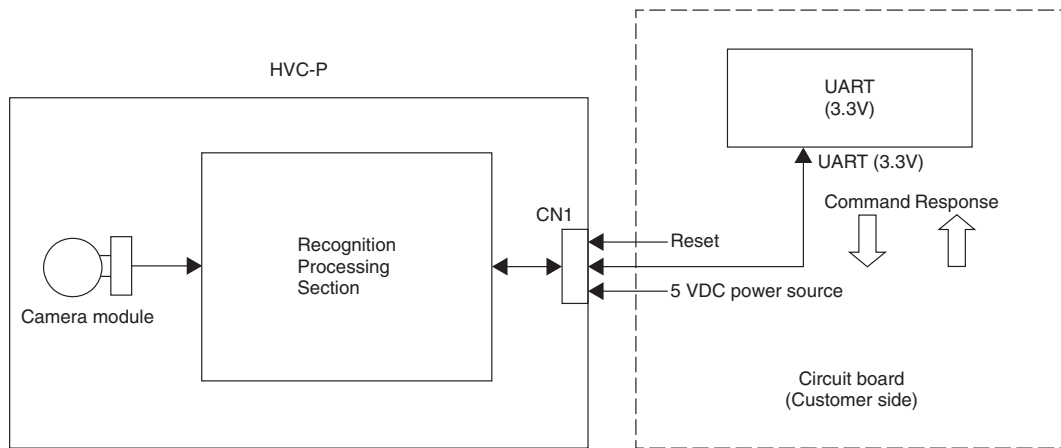 HVC-P
UART
(3.3V)
UART (3.3V)
Command Response
CN1
Reset
Recognition
Processing
Section
5 VDC power source
Camera module
Circuit board
(Customer side)